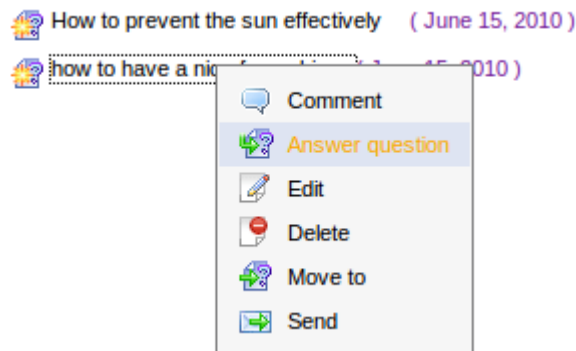 How to prevent the sun effectively ( June 15, 2010 )
how to have a 2010 )
Comment
Answer question
Edit
Delete
Move to
Send